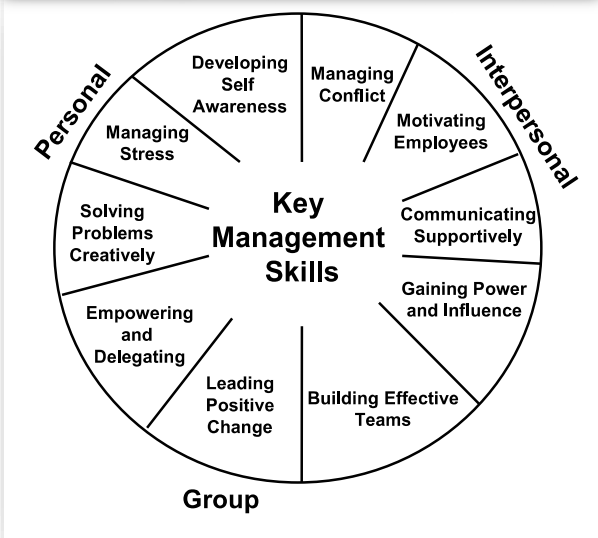 Personal
Interpersonal
Developing
Self
Awareness
Managing
Conflict
Motivating
Employees
Communicating
Supportively
Gaining Power
and Influence
Building Effective
Teams
Leading
Positive
Change
Empowering
and
Delegating
Solving
Problems
Creatively
Managing
Stress
Key
Management
Skills
Group